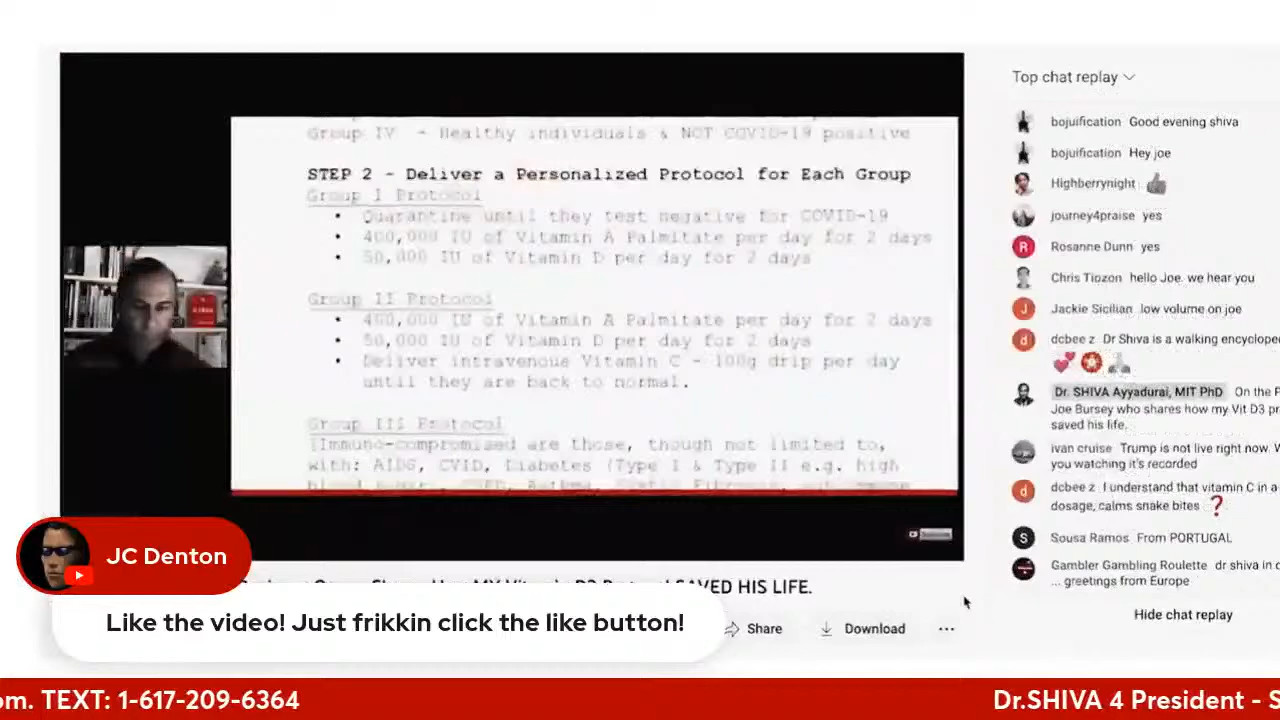 Group IV - Healthy individuals & NOT COVID-19 positive
STEP 2 - Deliver a Personalized Protocol for Each Group
Group I Protocol
• Quarantine until they test negative for COVID-19
• 400,000 IU of Vitamin A Palmitate per day for 2 days
• 50,000 IU of Vitamin D per day for 2 days
Group II Protocol
• 400,000 IU of Vitamin A Palmitate per day for 2 days
• 50,000 IU of Vitamin D per day for 2 days
• Deliver intravenous Vitamin C - 100g drip per day
until they are back to normal.
Group III Protocol
[Immuno-compromised are those, though not limited to,
with: AIDS, CVID, Diabetes (Type I & Type II e.g. high
Top chat replay
bojuification Good evening shiva
bojuification Hey joe
Highberrynight
journey4praise yes
R Rosanne Dunn yes
Chris Tiozon hello Joe. we hear you
J Jackie Sicilian low volume on joe
d dcbee z Dr Shiva is a walking encyclope
Dr. SHIVA Ayyadurai, MIT PhD On the P
Joe Bursey who shares how my Vit D3 pr
saved his life.
ivan cruise Trump is not live right now. W
you watching it's recorded
d dcbee z I understand that vitamin C in a
dosage, calms snake bites ❓
S Sousa Ramos From PORTUGAL
Gambler Gambling Roulette dr shiva in c
... greetings from Europe
Hide chat replay
VED HIS LIFE.
Share
Download
JC Denton
Like the video! Just frikkin click the like button!
om. TEXT: 1-617-209-6364
Dr.SHIVA 4 President - S